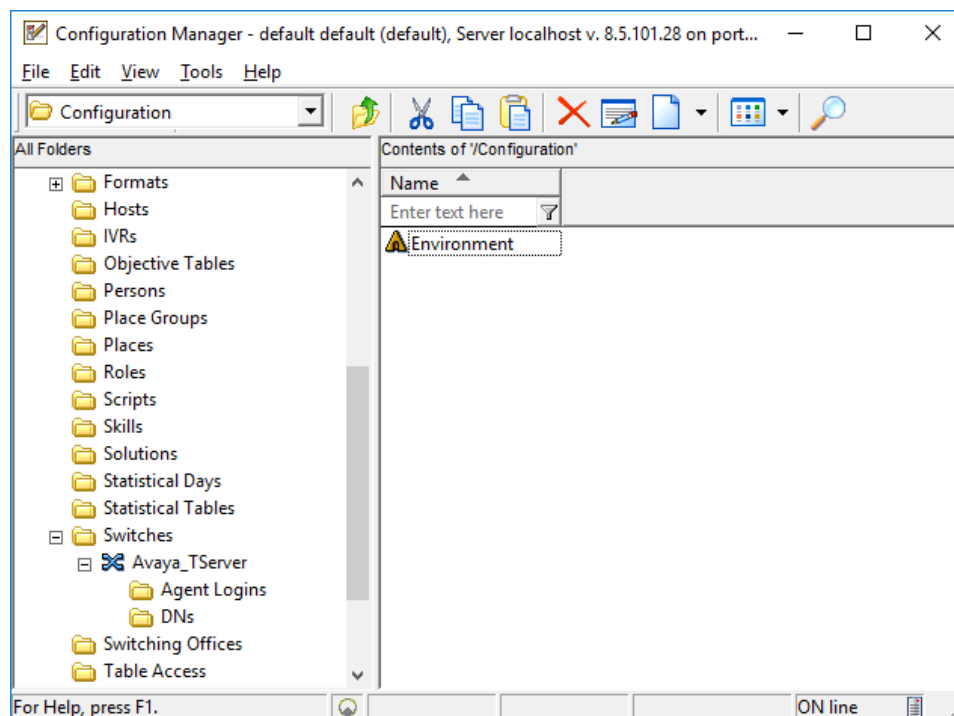 Configuration Manager - default default (default), Server localhost v. 8.5.101.28 on port...
File Edit View Tools Help
Configuration
All Folders
Contents of '/Configuration'
Formats
Hosts
IVRs
Objective Tables
Persons
Place Groups
Places
Roles
Scripts
Skills
Solutions
Statistical Days
Statistical Tables
Switches
Avaya_TServer
Agent Logins
DNs
Switching Offices
Table Access
Name
Enter text here
Environment
For Help, press F1.
ON line